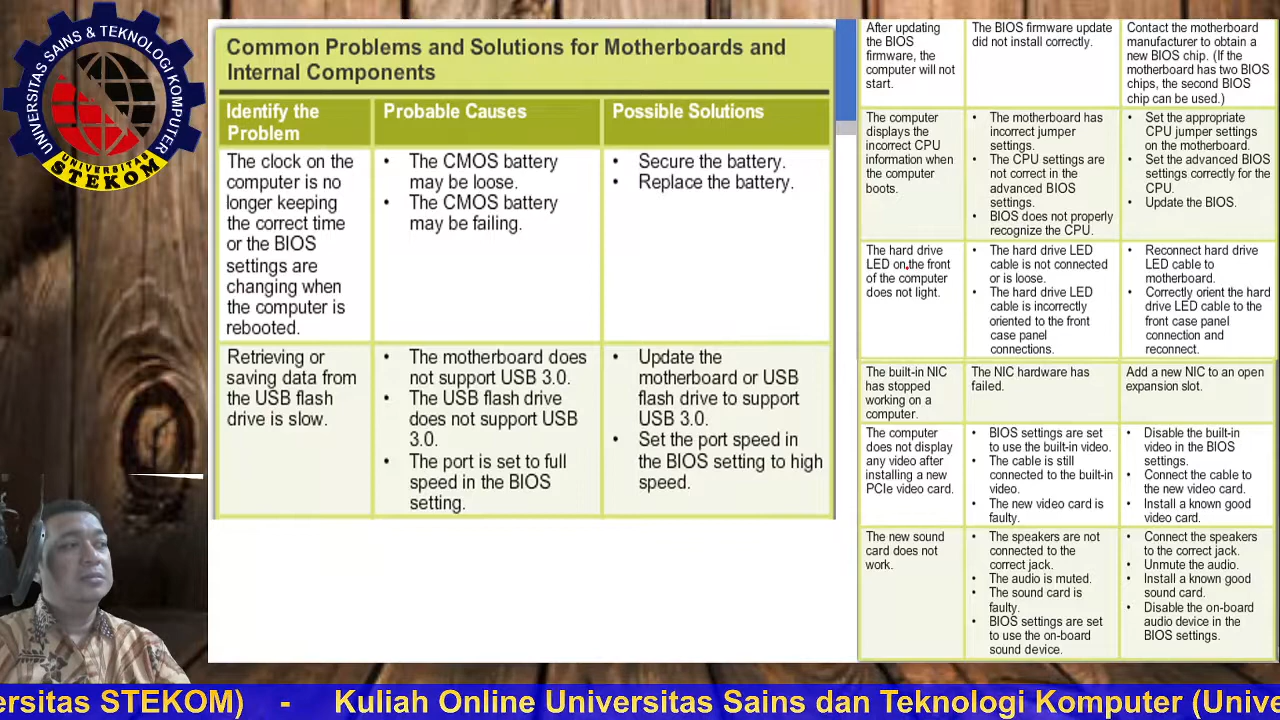 UNIVERSITAS SAINS & TEKNOLOGI KOMPUTER
UNIVERSITAS
STEKOM
Common Problems and Solutions for Motherboards and
Internal Components
Identify the
Problem
Probable Causes
Possible Solutions
The clock on the
computer is no
longer keeping
the correct time
or the BIOS
settings are
changing when
the computer is
rebooted.
• The CMOS battery
may be loose.
• The CMOS battery
may be failing.
• Secure the battery.
• Replace the battery.
Retrieving or
saving data from
the USB flash
drive is slow.
• The motherboard does
not support USB 3.0.
• The USB flash drive
does not support USB
3.0.
• The port is set to full
speed in the BIOS
setting.
• Update the
motherboard or USB
flash drive to support
USB 3.0.
• Set the port speed in
the BIOS setting to high
speed.
After updating
the BIOS
firmware, the
computer will not
start.
The BIOS firmware update
did not install correctly.
Contact the motherboard
manufacturer to obtain a
new BIOS chip. (If the
motherboard has two BIOS
chips, the second BIOS
chip can be used.)
The computer
displays the
incorrect CPU
information when
the computer
boots.
• The motherboard has
incorrect jumper
settings.
• The CPU settings are
not correct in the
advanced BIOS
settings.
• BIOS does not properly
recognize the CPU.
• Set the appropriate
CPU jumper settings
on the motherboard.
• Set the advanced BIOS
settings correctly for the
CPU.
• Update the BIOS.
The hard drive
LED on the front
of the computer
does not light.
• The hard drive LED
cable is not connected
or is loose.
• The hard drive LED
cable is incorrectly
oriented to the front
case panel
connections.
• Reconnect hard drive
LED cable to
motherboard.
• Correctly orient the hard
drive LED cable to the
front case panel
connection and
reconnect.
The built-in NIC
has stopped
working on a
computer.
The NIC hardware has
failed.
Add a new NIC to an open
expansion slot.
The computer
does not display
any video after
installing a new
PCIe video card.
• BIOS settings are set
to use the built-in video.
• The cable is still
connected to the built-in
video.
• The new video card is
faulty.
• Disable the built-in
video in the BIOS
settings.
• Connect the cable to
the new video card.
• Install a known good
video card.
The new sound
card does not
work.
• The speakers are not
connected to the
correct jack.
• The audio is muted.
• The sound card is
faulty.
• BIOS settings are set
to use the on-board
sound device.
• Connect the speakers
to the correct jack.
• Unmute the audio.
• Install a known good
sound card.
• Disable the on-board
audio device in the
BIOS settings.
ersitas STEKOM) - Kuliah Online Universitas Sains dan Teknologi Komputer (Unive